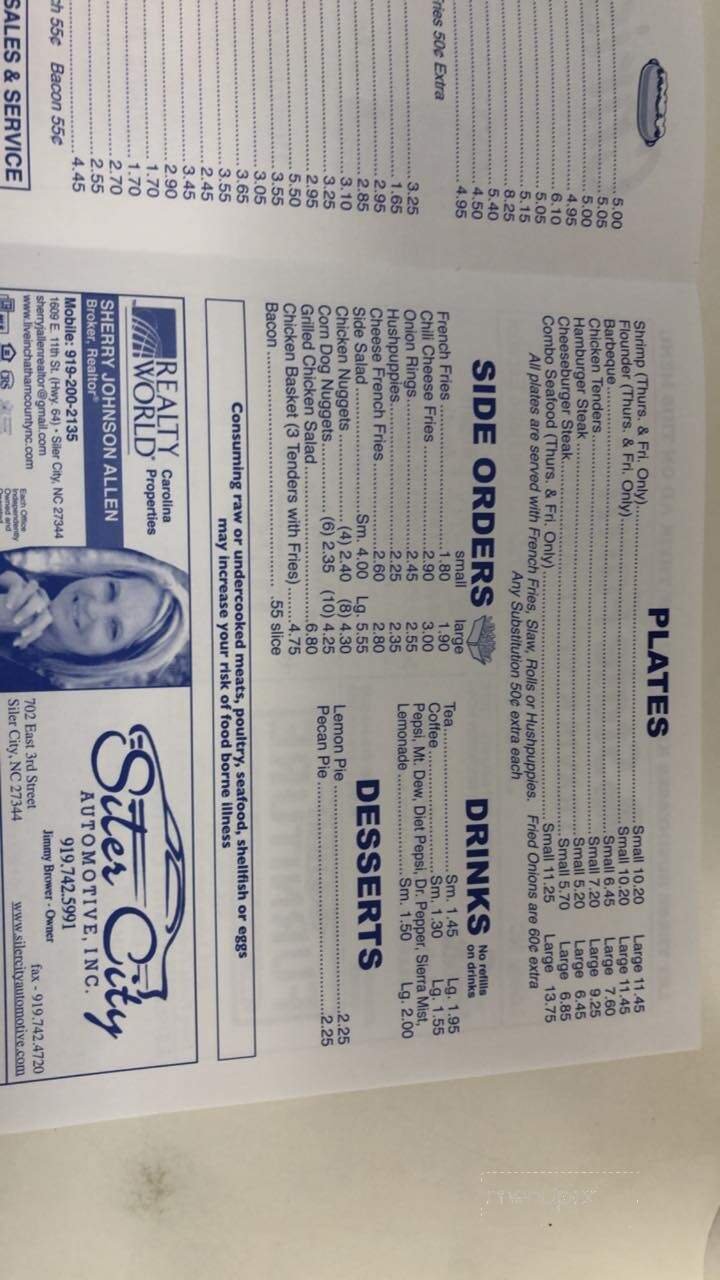 5.00
5.05
5.00
4.95
6.10
5.05
5.15
8.25
5.40
4.50
4.95
ries 50¢ Extra
3.25
1.65
2.95
2.85
3.10
3.25
2.95
5.50
3.55
3.05
3.65
3.55
2.45
3.45
2.90
1.70
1.70
2.70
2.55
4.45
ch 55¢ Bacon 55¢
SALES & SERVICE
PLATES
Shrimp (Thurs. & Fri. Only) Small 10.20 Large 11.45
Flounder (Thurs. & Fri. Only) Small 10.20 Large 11.45
Barbeque Small 6.45 Large 7.60
Chicken Tenders Small 7.20 Large 9.25
Hamburger Steak Small 5.20 Large 6.45
Cheeseburger Steak Small 5.70 Large 6.85
Combo Seafood (Thurs. & Fri. Only) Small 11.25 Large 13.75
All plates are served with French Fries, Slaw, Rolls or Hushpuppies. Fried Onions are 60¢ extra
Any Substitution 50¢ extra each
SIDE ORDERS
small large
French Fries 1.80 1.90
Chili Cheese Fries 2.90 3.00
Onion Rings 2.45 2.55
Hushpuppies 2.25 2.35
Cheese French Fries 2.60 2.80
Side Salad Sm. 4.00 Lg. 5.55
Chicken Nuggets (4) 2.40 (8) 4.30
Corn Dog Nuggets (6) 2.35 (10) 4.25
Grilled Chicken Salad 6.80
Chicken Basket (3 Tenders with Fries) 4.75
Bacon .55 slice
DRINKS No refills on drinks
Tea Sm. 1.45 Lg. 1.95
Coffee Sm. 1.30 Lg. 1.55
Pepsi, Mt. Dew, Diet Pepsi, Dr. Pepper, Sierra Mist,
Lemonade Sm. 1.50 Lg. 2.00
DESSERTS
Lemon Pie 2.25
Pecan Pie 2.25
Consuming raw or undercooked meats, poultry, seafood, shellfish or eggs
may increase your risk of food borne illness
REALTY
WORLD®
Carolina
Properties
SHERRY JOHNSON ALLEN
Broker, Realtor®
Mobile: 919-200-2135
1609 E. 11th St. (Hwy. 64) • Siler City, NC 27344
sherryjallenrealtor@gmail.com
www.liveinchathamcountync.com
Each Office
Independently
Owned and
Siler City
AUTOMOTIVE, INC.
919.742.5991
Jimmy Brower - Owner
702 East 3rd Street
Siler City, NC 27344
fax - 919.742.4720
www.silercityautomotive.com